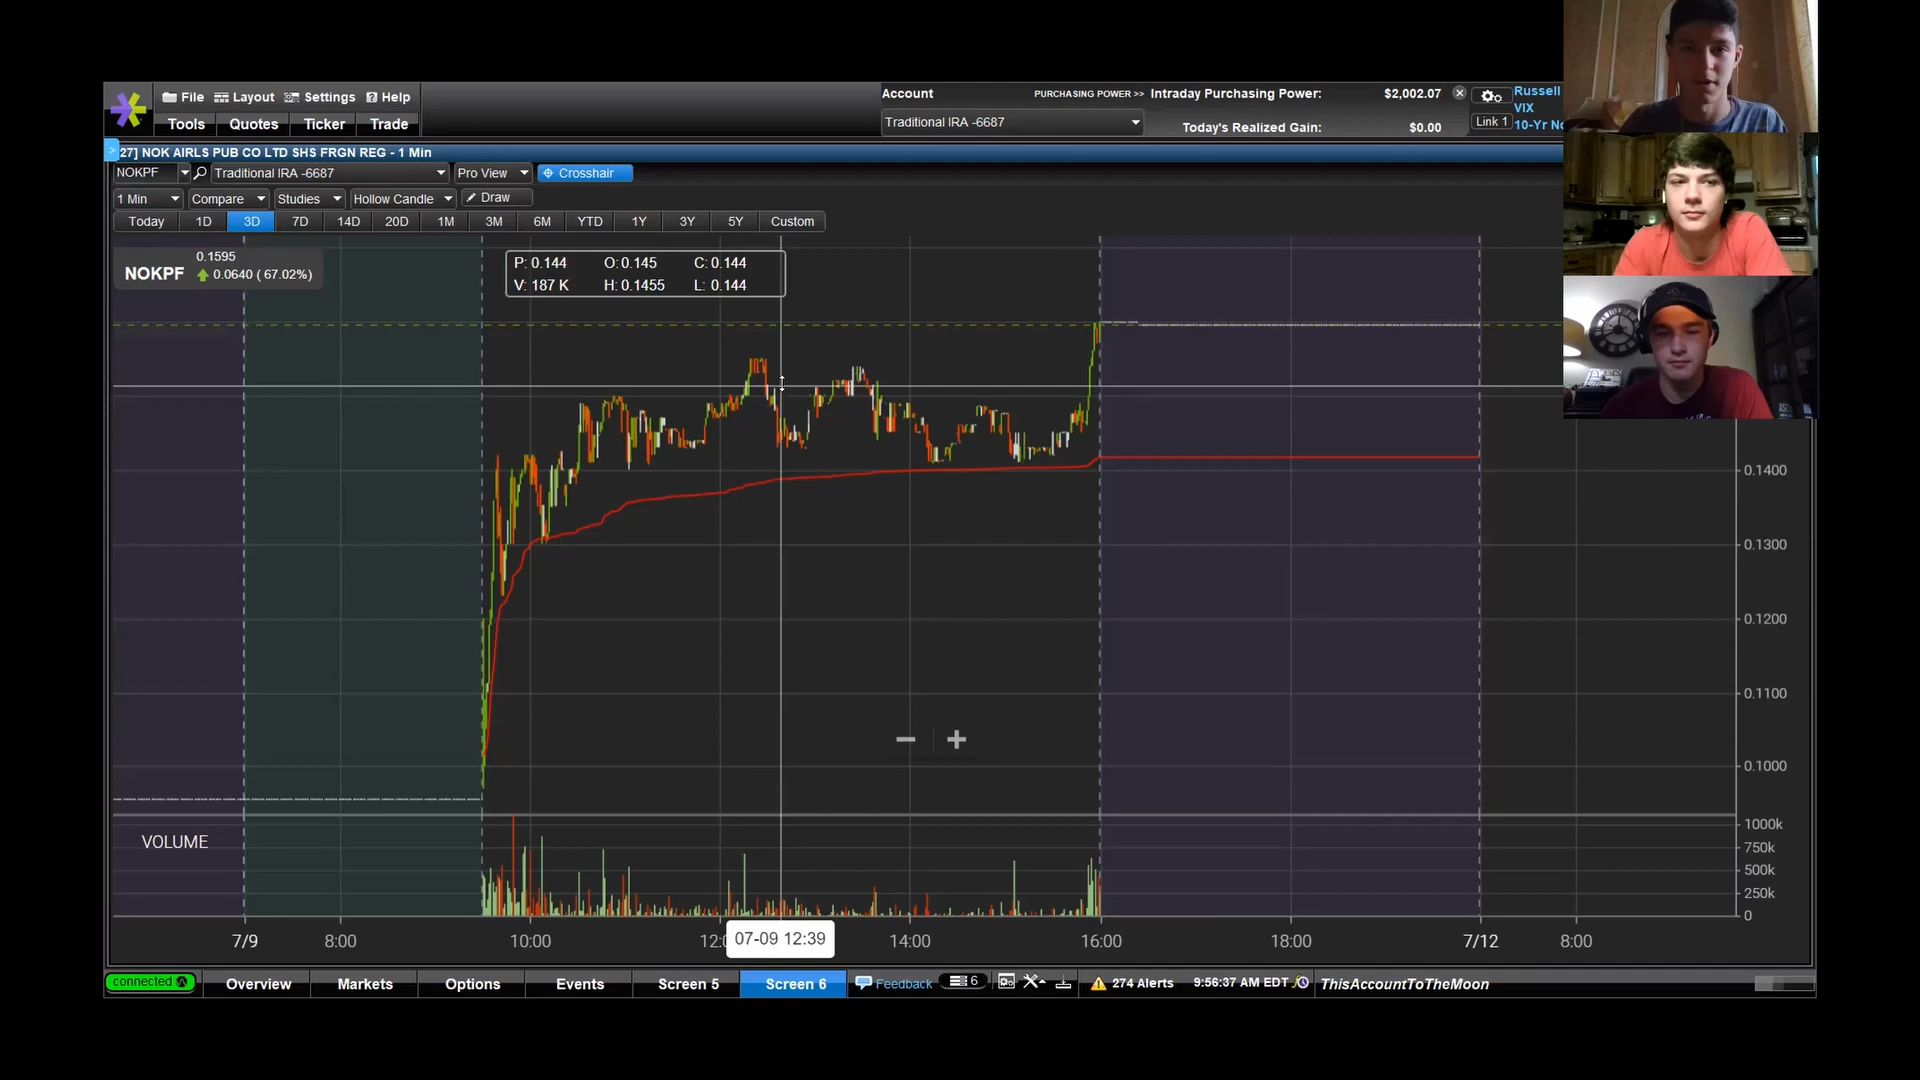 File Layout Settings ? Help
Tools Quotes Ticker Trade
Account PURCHASING POWER >> Intraday Purchasing Power: $2,002.07
Traditional IRA -6687 Today's Realized Gain: $0.00
Link 1
Russell
VIX
10-Yr No
27] NOK AIRLS PUB CO LTD SHS FRGN REG - 1 Min
NOKPF Traditional IRA -6687 Pro View Crosshair
1 Min Compare Studies Hollow Candle Draw
Today 1D 3D 7D 14D 20D 1M 3M 6M YTD 1Y 3Y 5Y Custom
NOKPF 0.1595
0.0640 ( 67.02%)
P: 0.144 O: 0.145 C: 0.144
V: 187 K H: 0.1455 L: 0.144
0.1400
0.1300
0.1200
0.1100
0.1000
VOLUME
1000k
750k
500k
250k
0
7/9 8:00 10:00 12:0 07-09 12:39 14:00 16:00 18:00 7/12 8:00
connected Overview Markets Options Events Screen 5 Screen 6 Feedback 6 274 Alerts 9:56:37 AM EDT ThisAccountToTheMoon